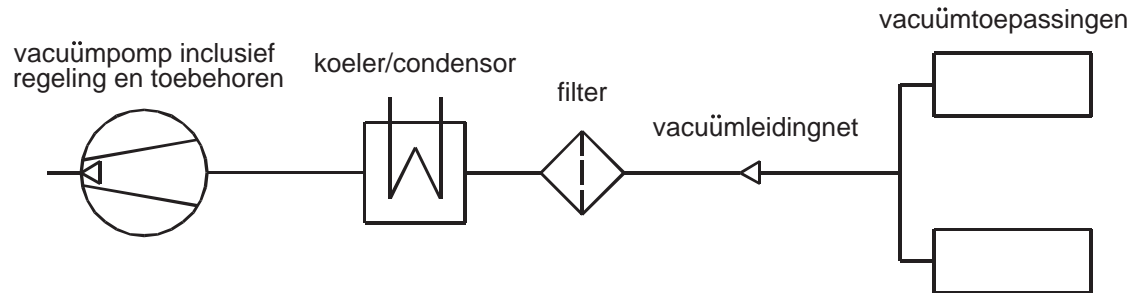 vacuümtoepassingen
vacuümpomp inclusief
regeling en toebehoren
koeler/condensor
filter
vacuümleidingnet